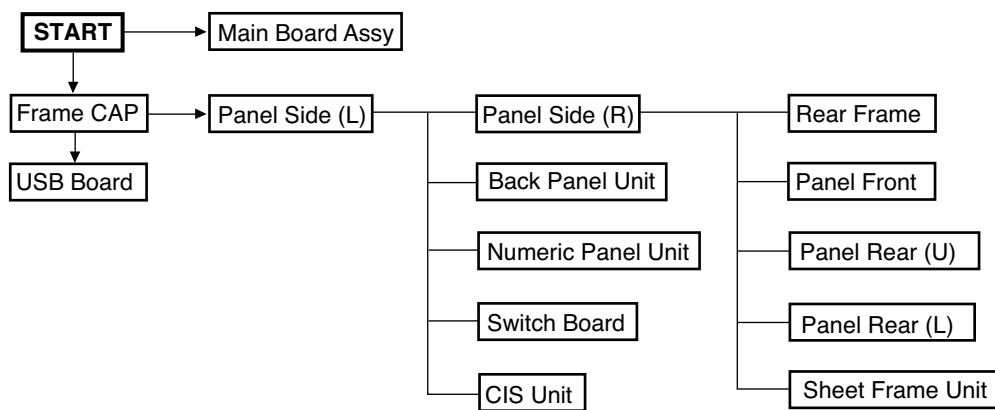 START
Main Board Assy
Frame CAP
Panel Side (L)
Panel Side (R)
Rear Frame
USB Board
Back Panel Unit
Panel Front
Numeric Panel Unit
Panel Rear (U)
Switch Board
Panel Rear (L)
CIS Unit
Sheet Frame Unit